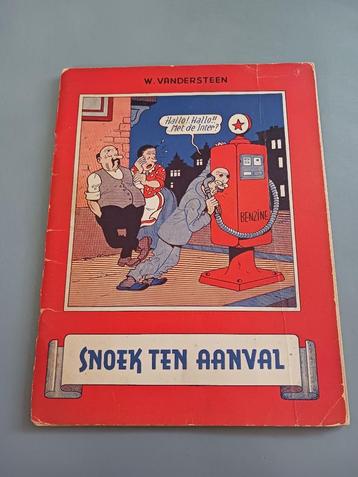 W. VANDERSTEEN
Hallo! Hallo!!
Met de Inter?
BENZINE
SNOEK TEN AANVAL